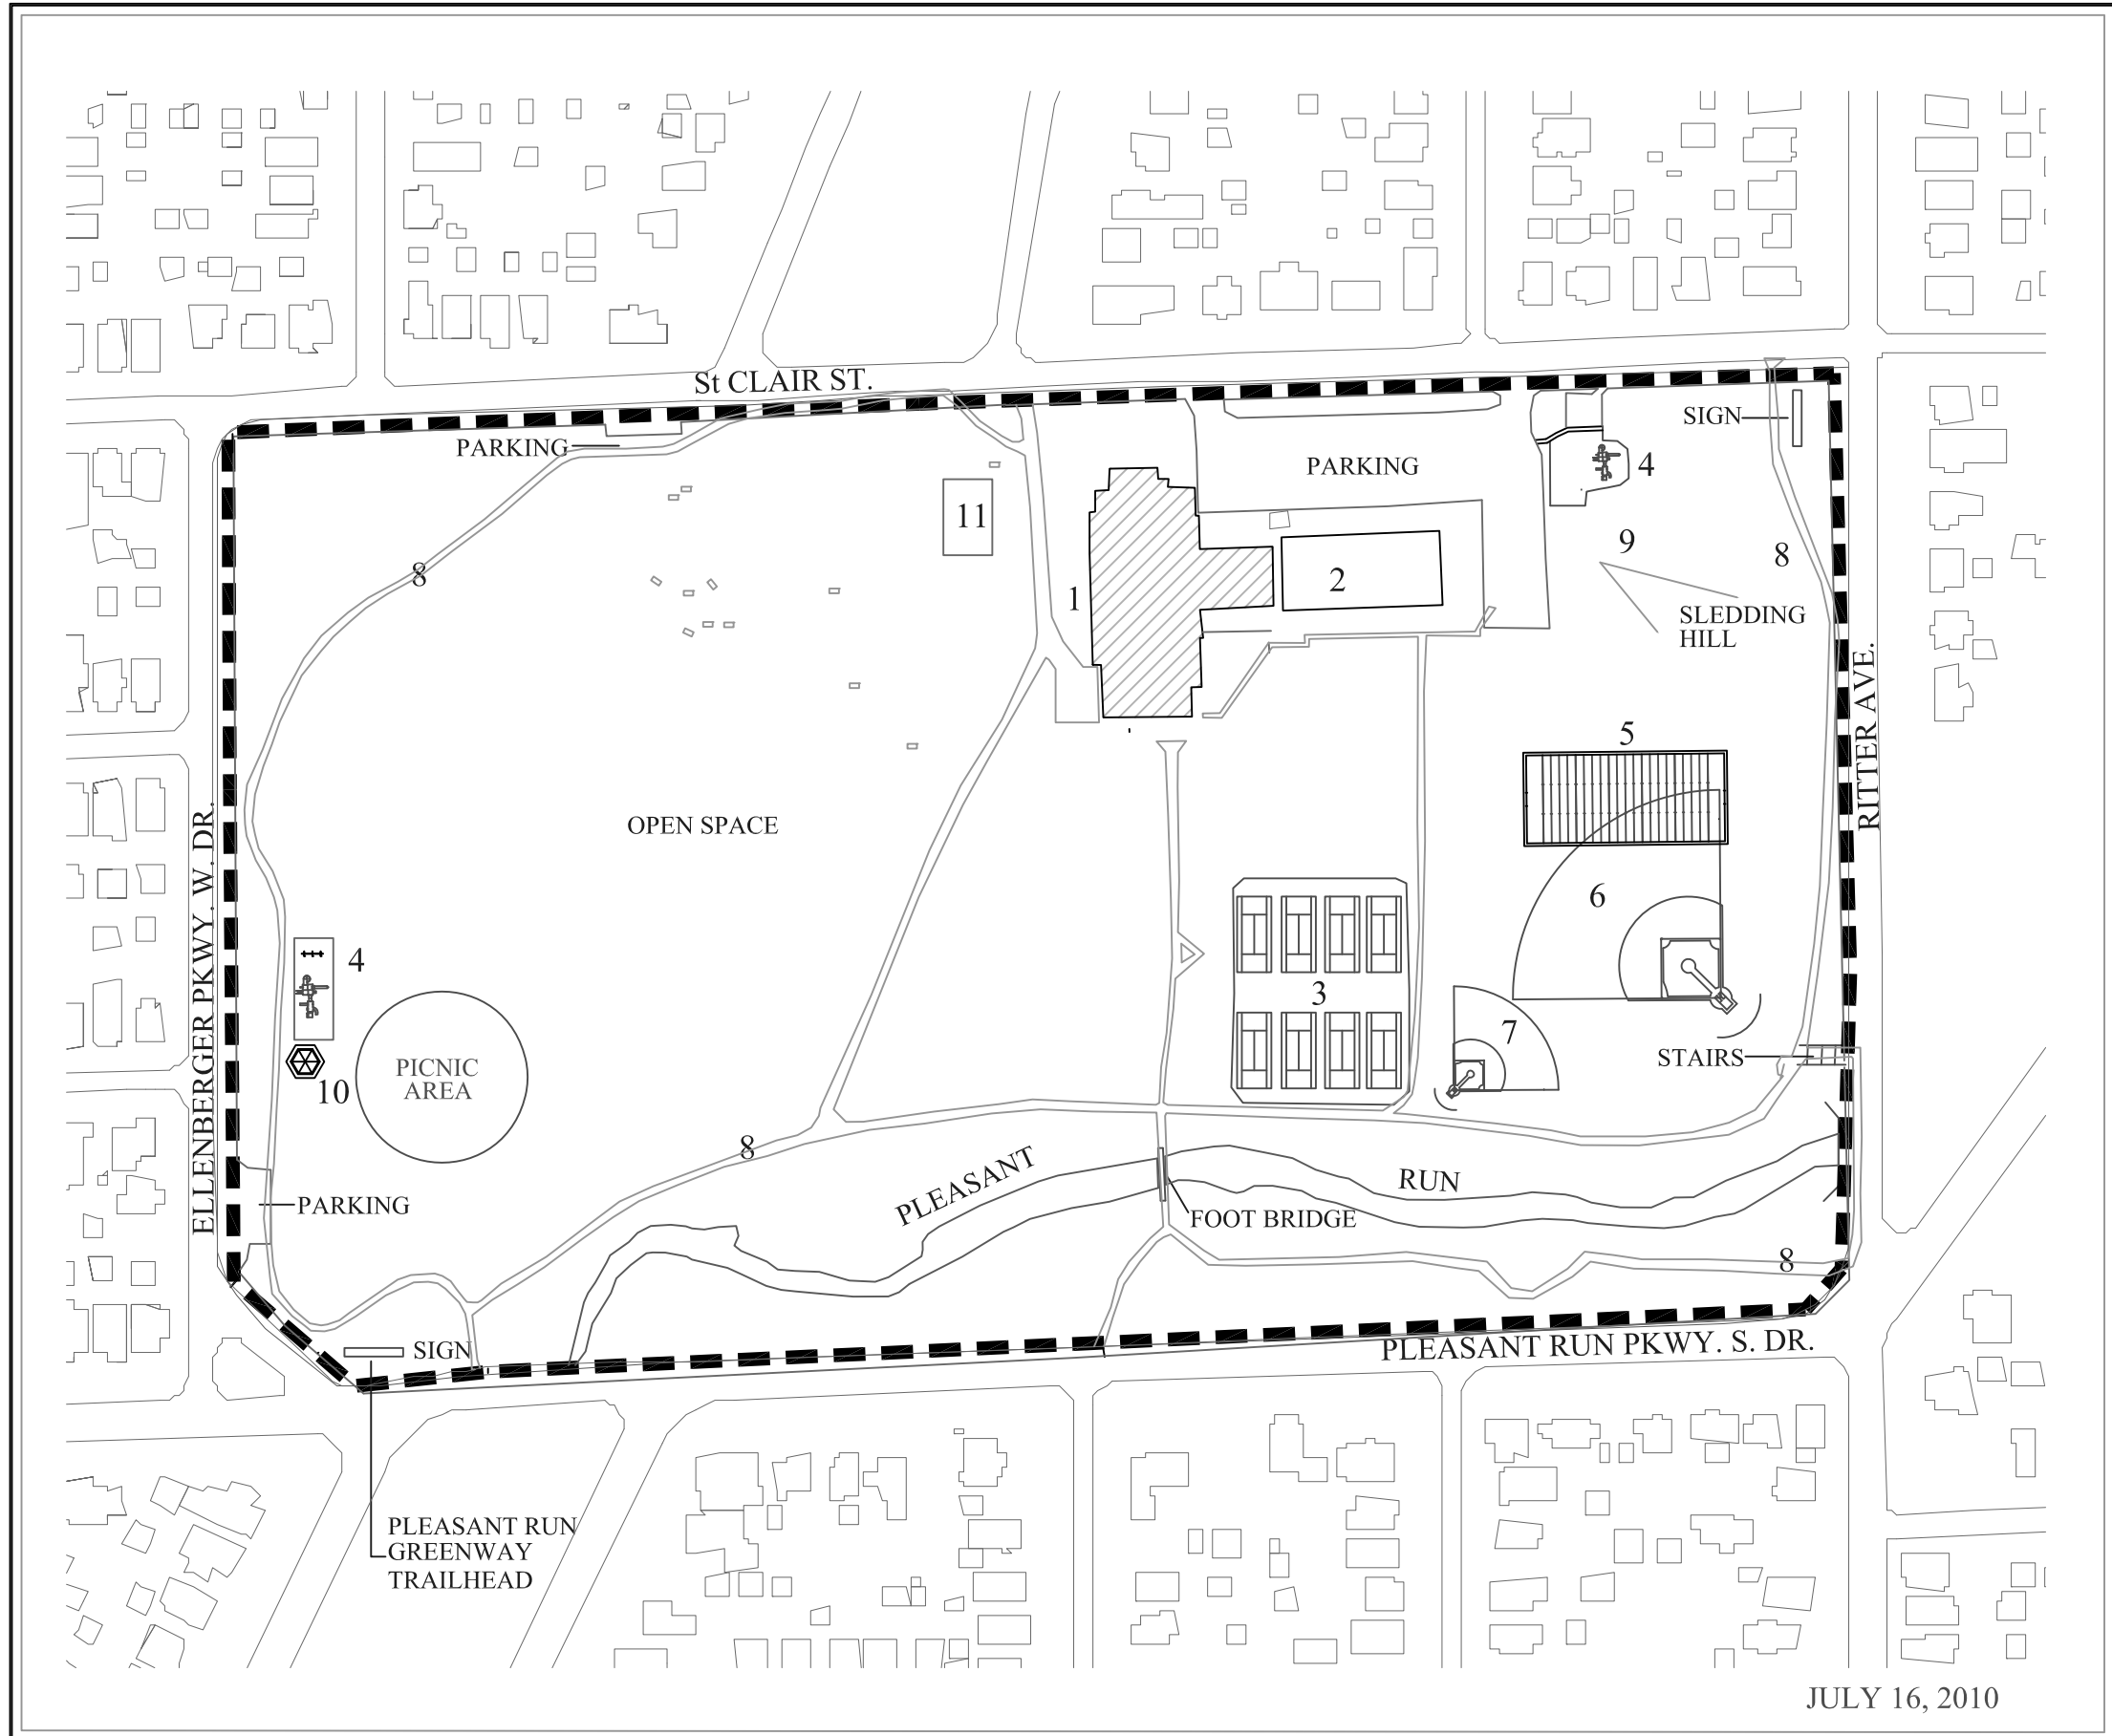 St CLAIR ST.
PARKING
SIGN
PARKING
4
11
9
8
8
2
1
SLEDDING
HILL
RITTER AVE.
5
OPEN SPACE
6
ELLENBERGER PKWY. W. DR.
4
3
7
STAIRS
PICNIC
AREA
10
8
PLEASANT
RUN
PARKING
FOOT BRIDGE
8
SIGN
PLEASANT RUN PKWY. S. DR.
PLEASANT RUN
GREENWAY
TRAILHEAD
JULY 16, 2010